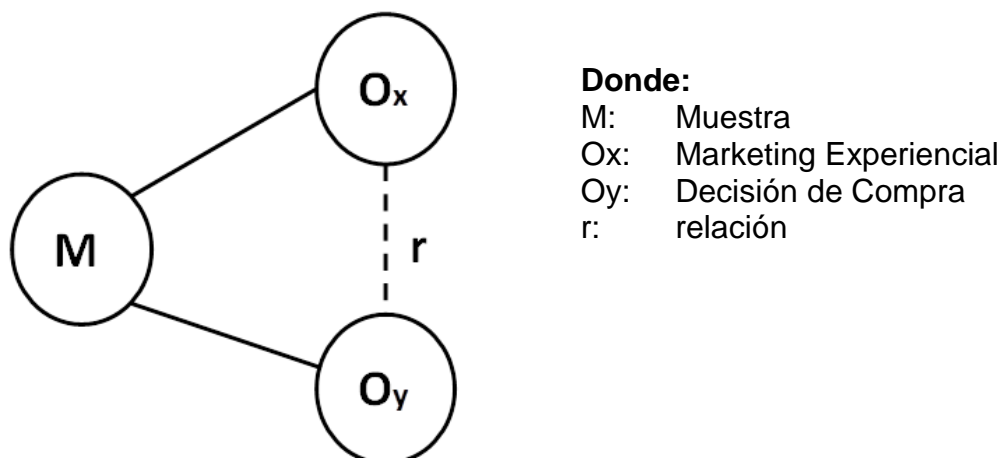 Ox
M
r
Oy
Donde:
M: Muestra
Ox: Marketing Experiencial
Oy: Decisión de Compra
r: relación